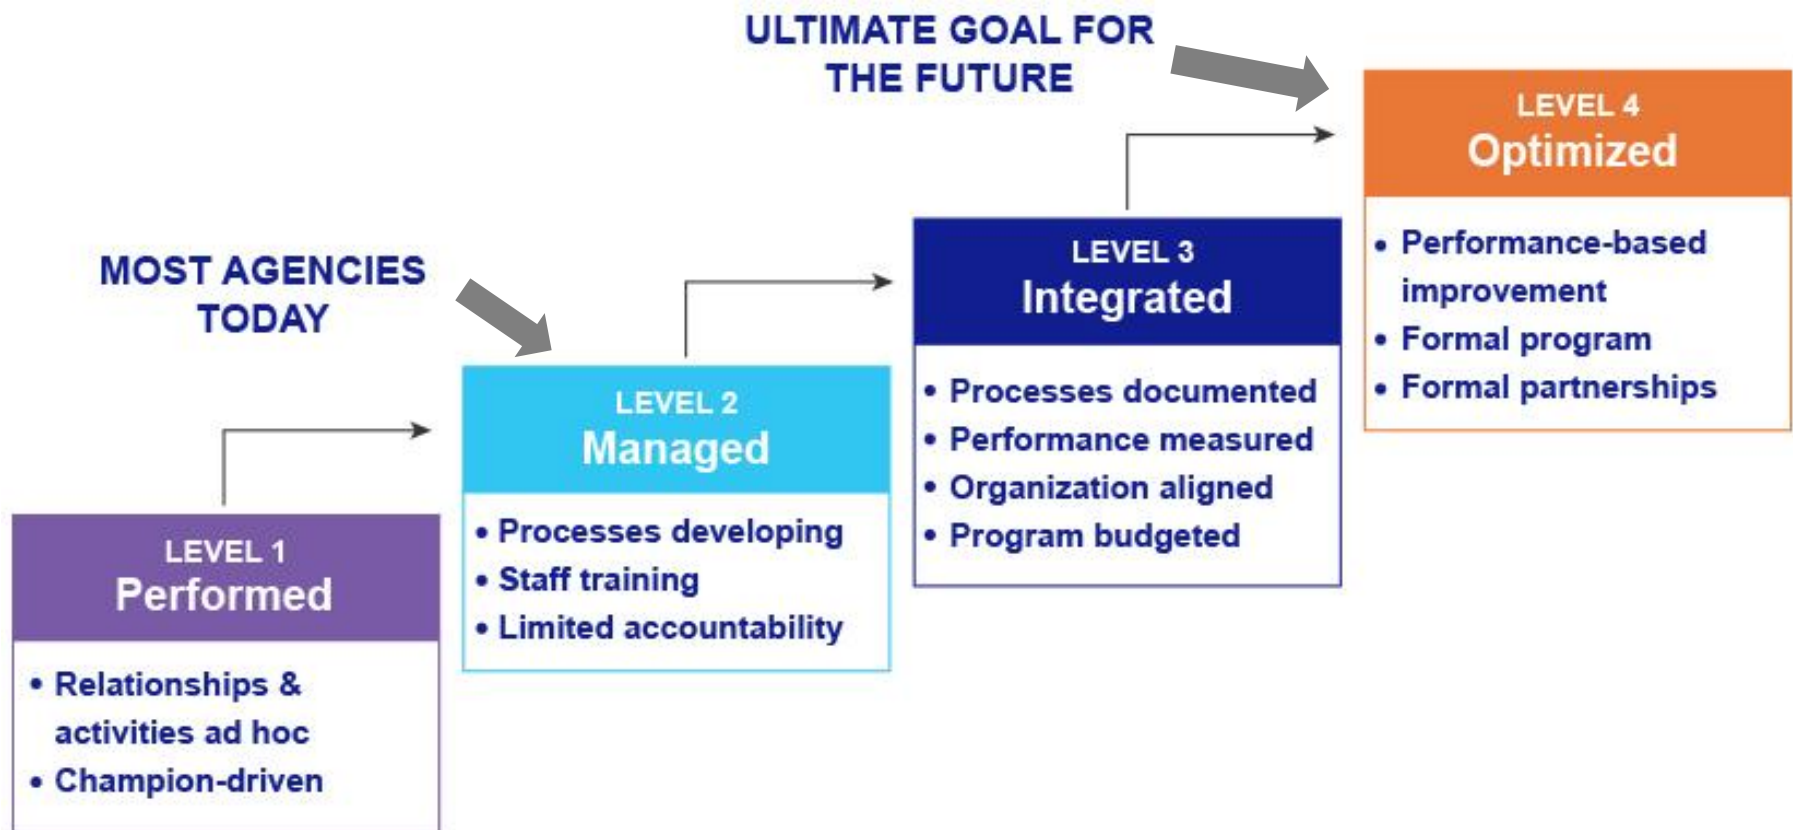 ULTIMATE GOAL FOR
THE FUTURE
MOST AGENCIES
TODAY
LEVEL 1
Performed
• Relationships &
activities ad hoc
• Champion-driven
LEVEL 2
Managed
• Processes developing
• Staff training
• Limited accountability
LEVEL 3
Integrated
• Processes documented
• Performance measured
• Organization aligned
• Program budgeted
LEVEL 4
Optimized
• Performance-based
improvement
• Formal program
• Formal partnerships